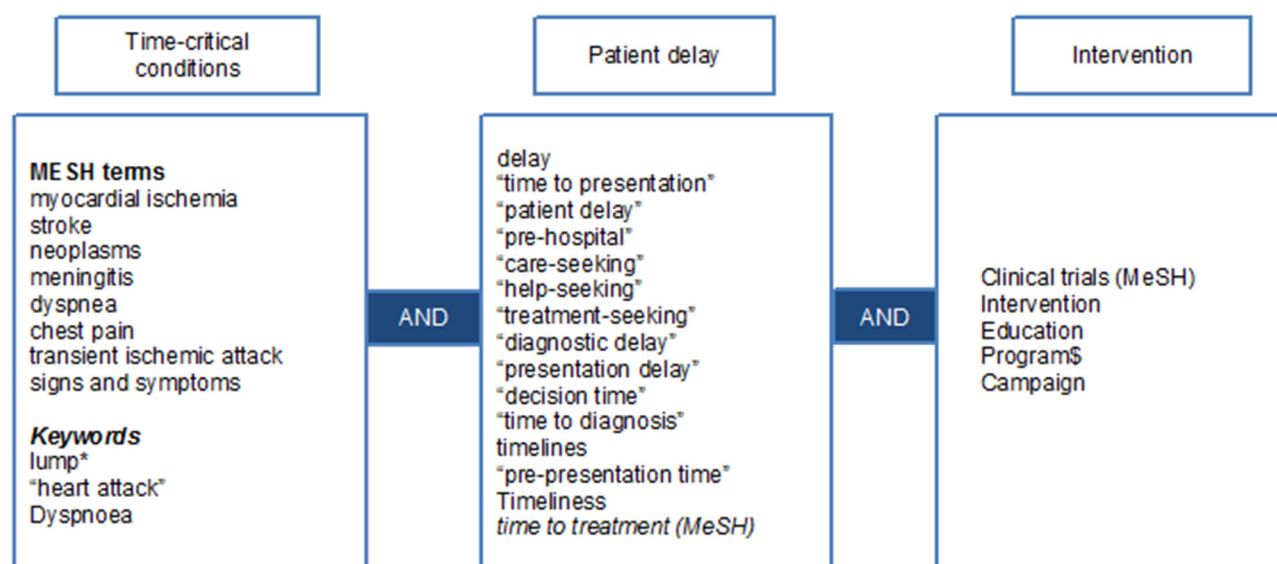 Time-critical
conditions
MESH terms
myocardial ischemia
stroke
neoplasms
meningitis
dyspnea
chest pain
transient ischemic attack
signs and symptoms
Keywords
lump*
“heart attack”
Dyspnoea
AND
Patient delay
delay
“time to presentation”
“patient delay”
“pre-hospital”
“care-seeking”
“help-seeking”
“treatment-seeking”
“diagnostic delay”
“presentation delay”
“decision time”
“time to diagnosis”
timelines
“pre-presentation time”
Timeliness
time to treatment (MeSH)
AND
Intervention
Clinical trials (MeSH)
Intervention
Education
Program$
Campaign